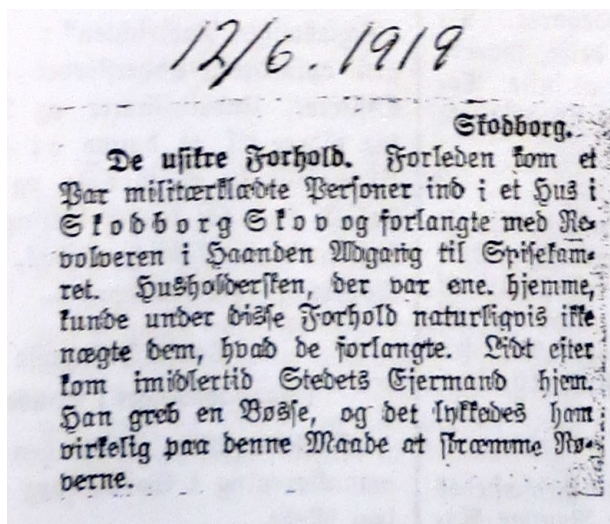 12/6. 1919
Skodborg.
De usikre Forhold. Forleden kom et
Par militærklædte Personer ind i et Hus i
Skodborg Skov og forlangte med Re-
volveren i Haanden Adgang til Spisekam-
ret. Husholdersken, der var ene hjemme,
kunde under disse Forhold naturligvis ikke
nægte dem, hvad de forlangte. Lidt efter
kom imidlertid Stedets Ejermand hjem.
Han greb en Bøsse, og det lykkedes ham
virkelig paa denne Maade at skræmme Rø-
verne.